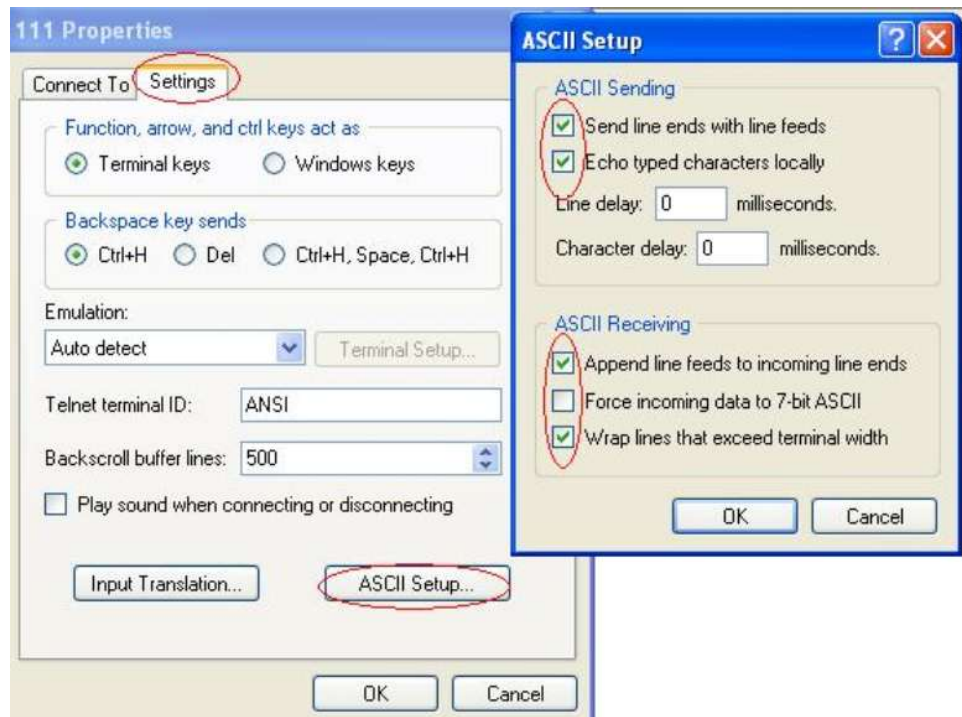 111 Properties
Connect To
Settings
Function, arrow, and ctrl keys act as
Terminal keys
Windows keys
Backspace key sends
Ctrl+H
Del
Ctrl+H, Space, Ctrl+H
Emulation:
Auto detect
Terminal Setup...
Telnet terminal ID:
ANSI
Backscroll buffer lines:
500
Play sound when connecting or disconnecting
Input Translation...
ASCII Setup...
OK
Cancel
ASCII Setup
ASCII Sending
Send line ends with line feeds
Echo typed characters locally
Line delay: 0 milliseconds.
Character delay: 0 milliseconds.
ASCII Receiving
Append line feeds to incoming line ends
Force incoming data to 7-bit ASCII
Wrap lines that exceed terminal width
OK
Cancel